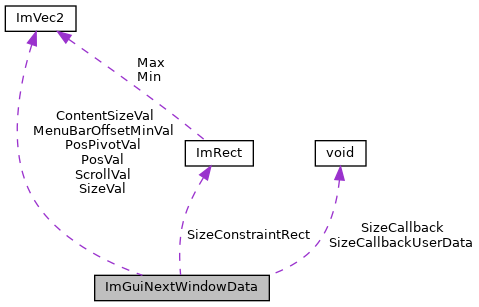 ImVec2
Max
Min
ContentSizeVal
MenuBarOffsetMinVal
PosPivotVal
PosVal
ScrollVal
SizeVal
ImRect
void
SizeConstraintRect
SizeCallback
SizeCallbackUserData
ImGuiNextWindowData